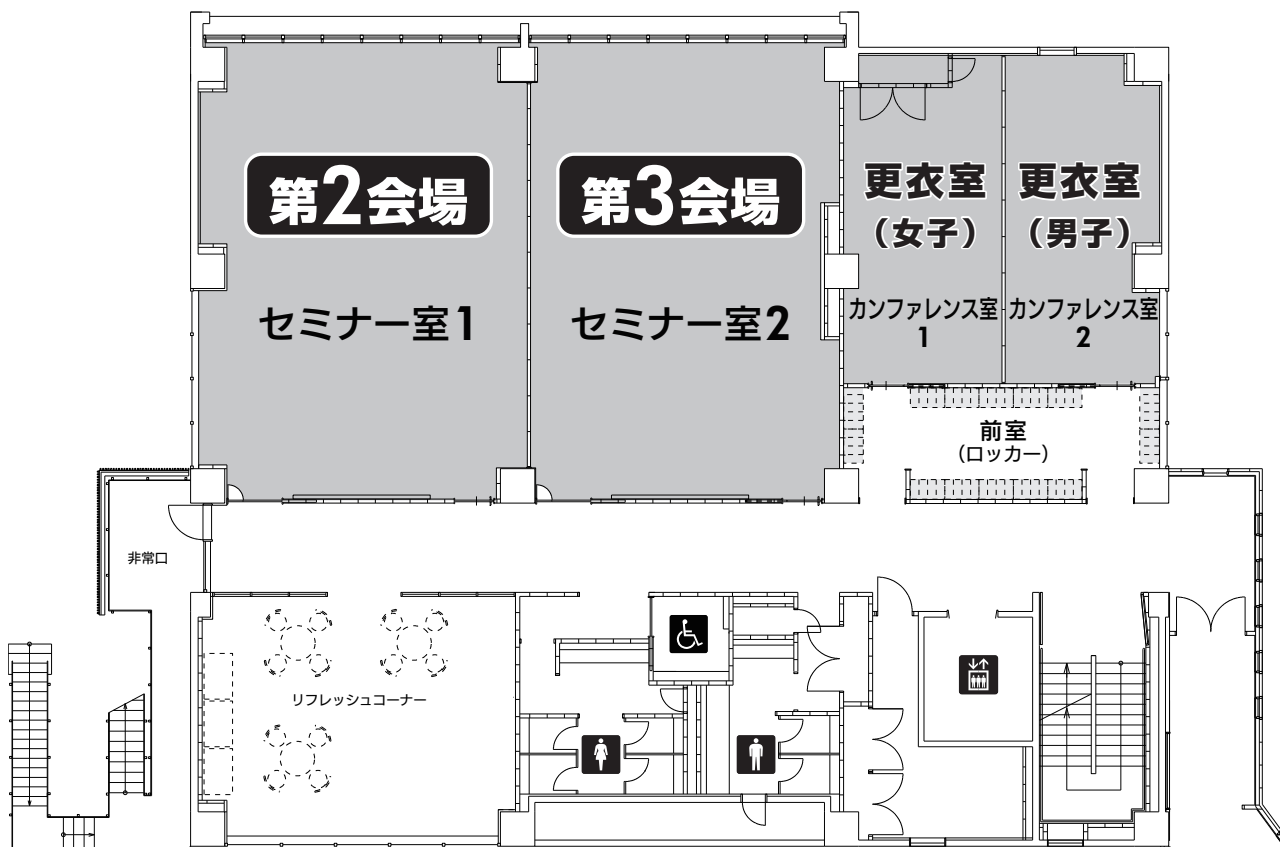 第2会場
第3会場
更衣室
（女子）
更衣室
（男子）
セミナー室1
セミナー室2
カンファレンス室
1
カンファレンス室
2
前室
（ロッカー）
非常口
リフレッシュコーナー